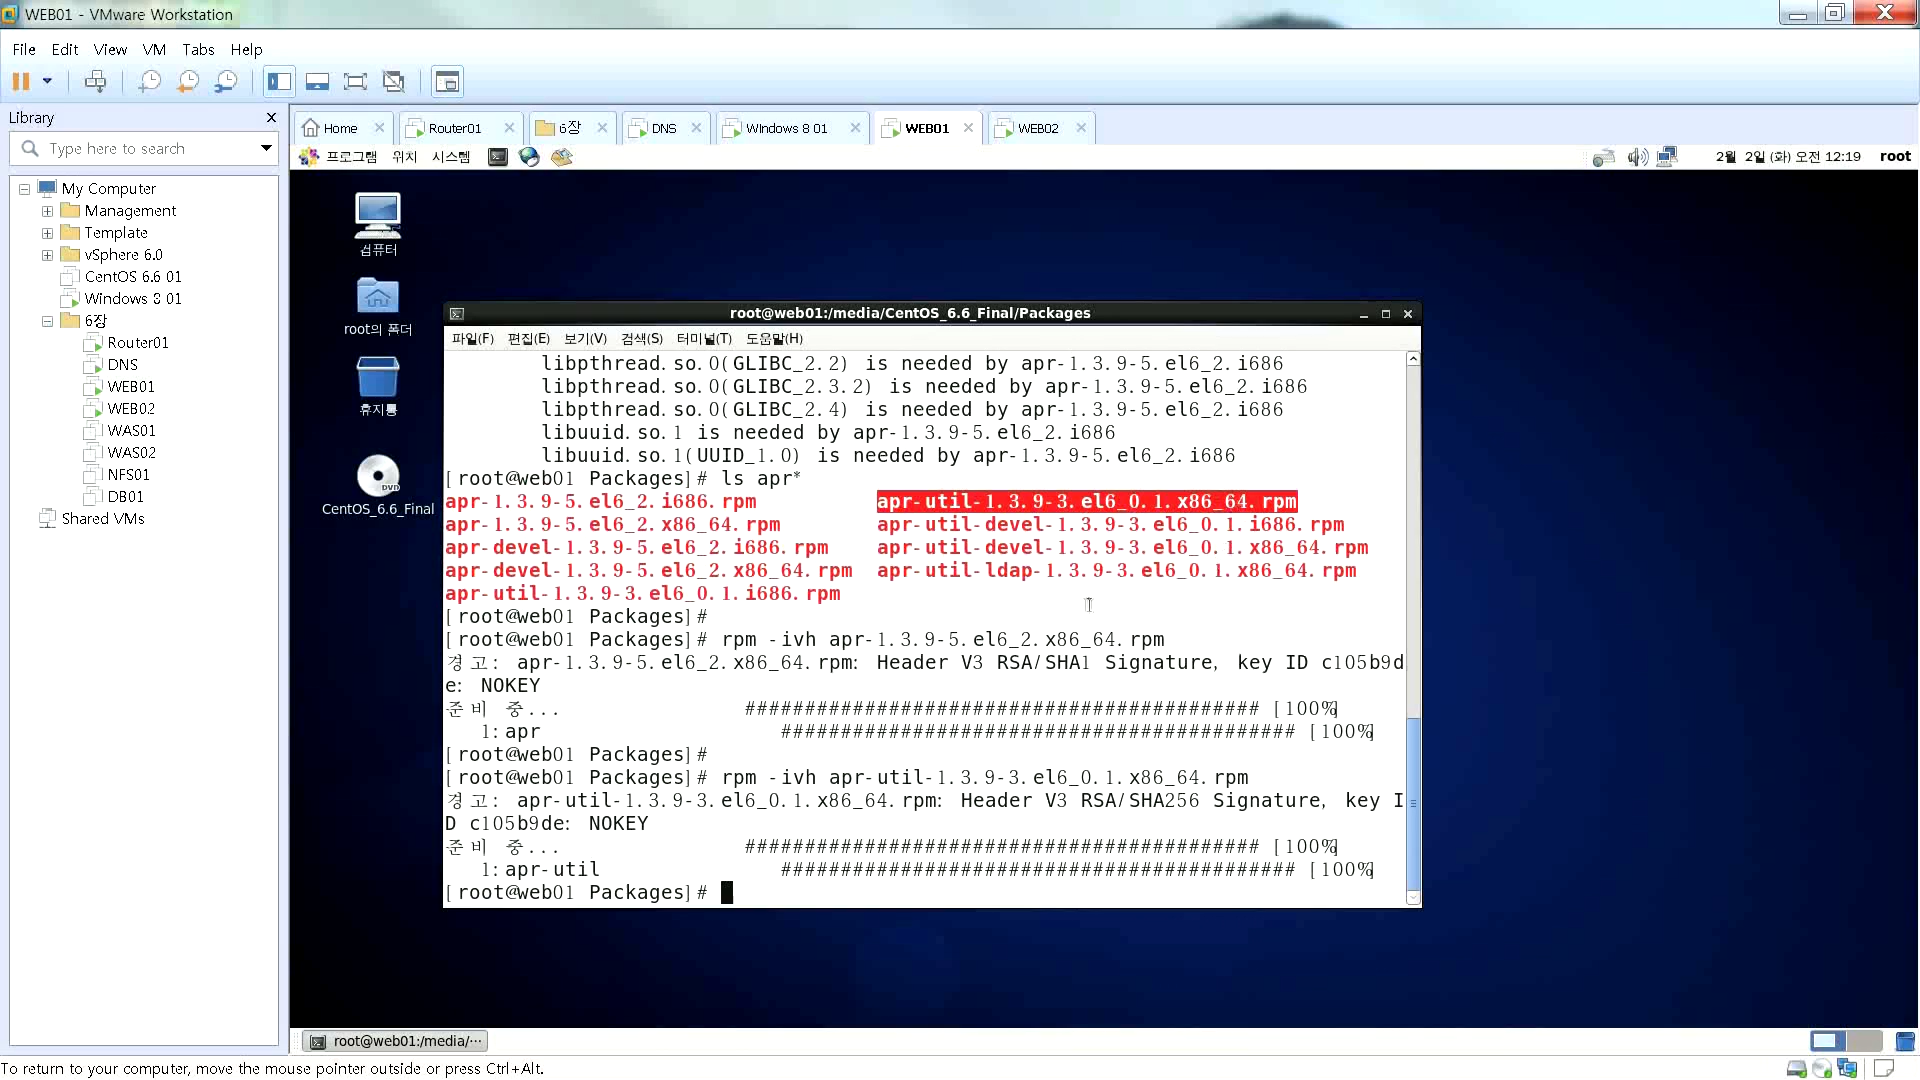 WEB01 - VMware Workstation
File Edit View VM Tabs Help
Library
Type here to search
My Computer
Management
Template
vSphere 6.0
CentOS 6.6 01
Windows 8 01
6장
Router01
DNS
WEB01
WEB02
WAS01
WAS02
NFS01
DB01
Shared VMs
Home Router01 6장 DNS Windows 8 01 WEB01 WEB02
프로그램 위치 시스템 2월 2일 (화) 오전 12:19 root
컴퓨터
root의 폴더
휴지통
DVD
CentOS_6.6_Final
root@web01:/media/CentOS_6.6_Final/Packages
파일(F) 편집(E) 보기(V) 검색(S) 터미널(T) 도움말(H)
libpthread.so.0(GLIBC_2.2) is needed by apr-1.3.9-5.el6_2.i686
libpthread.so.0(GLIBC_2.3.2) is needed by apr-1.3.9-5.el6_2.i686
libpthread.so.0(GLIBC_2.4) is needed by apr-1.3.9-5.el6_2.i686
libuuid.so.1 is needed by apr-1.3.9-5.el6_2.i686
libuuid.so.1(UUID_1.0) is needed by apr-1.3.9-5.el6_2.i686
[root@web01 Packages]# ls apr*
apr-1.3.9-5.el6_2.i686.rpm apr-util-1.3.9-3.el6_0.1.x86_64.rpm
apr-1.3.9-5.el6_2.x86_64.rpm apr-util-devel-1.3.9-3.el6_0.1.i686.rpm
apr-devel-1.3.9-5.el6_2.i686.rpm apr-util-devel-1.3.9-3.el6_0.1.x86_64.rpm
apr-devel-1.3.9-5.el6_2.x86_64.rpm apr-util-ldap-1.3.9-3.el6_0.1.x86_64.rpm
apr-util-1.3.9-3.el6_0.1.i686.rpm
[root@web01 Packages]#
[root@web01 Packages]# rpm -ivh apr-1.3.9-5.el6_2.x86_64.rpm
경고: apr-1.3.9-5.el6_2.x86_64.rpm: Header V3 RSA/SHA1 Signature, key ID c105b9d
e: NOKEY
준비 중... ########################################### [100%]
1:apr ########################################### [100%]
[root@web01 Packages]#
[root@web01 Packages]# rpm -ivh apr-util-1.3.9-3.el6_0.1.x86_64.rpm
경고: apr-util-1.3.9-3.el6_0.1.x86_64.rpm: Header V3 RSA/SHA256 Signature, key I
D c105b9de: NOKEY
준비 중... ########################################### [100%]
1:apr-util ########################################### [100%]
[root@web01 Packages]#
root@web01:/media/···
To return to your computer, move the mouse pointer outside or press Ctrl+Alt.